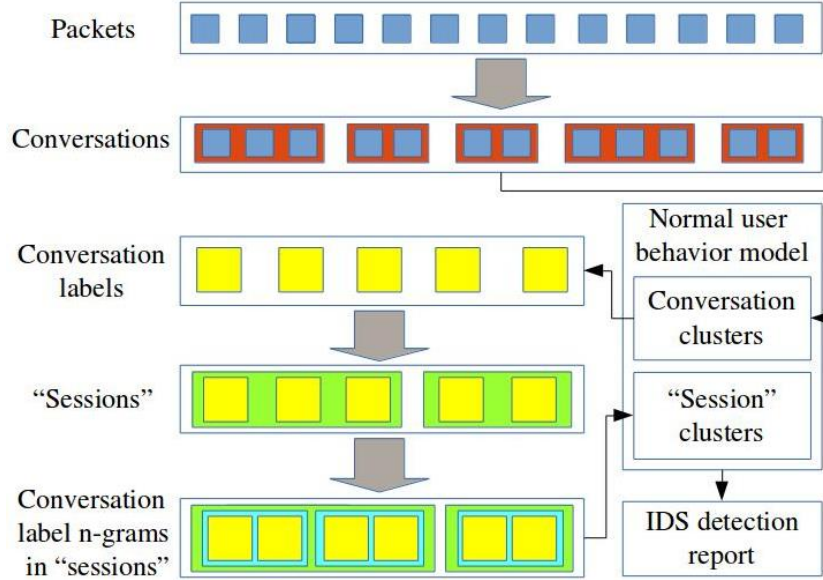 Packets
Conversations
Normal user
behavior model
Conversation
labels
Conversation
clusters
“Sessions”
“Session”
clusters
Conversation
label n-grams
in “sessions”
IDS detection
report